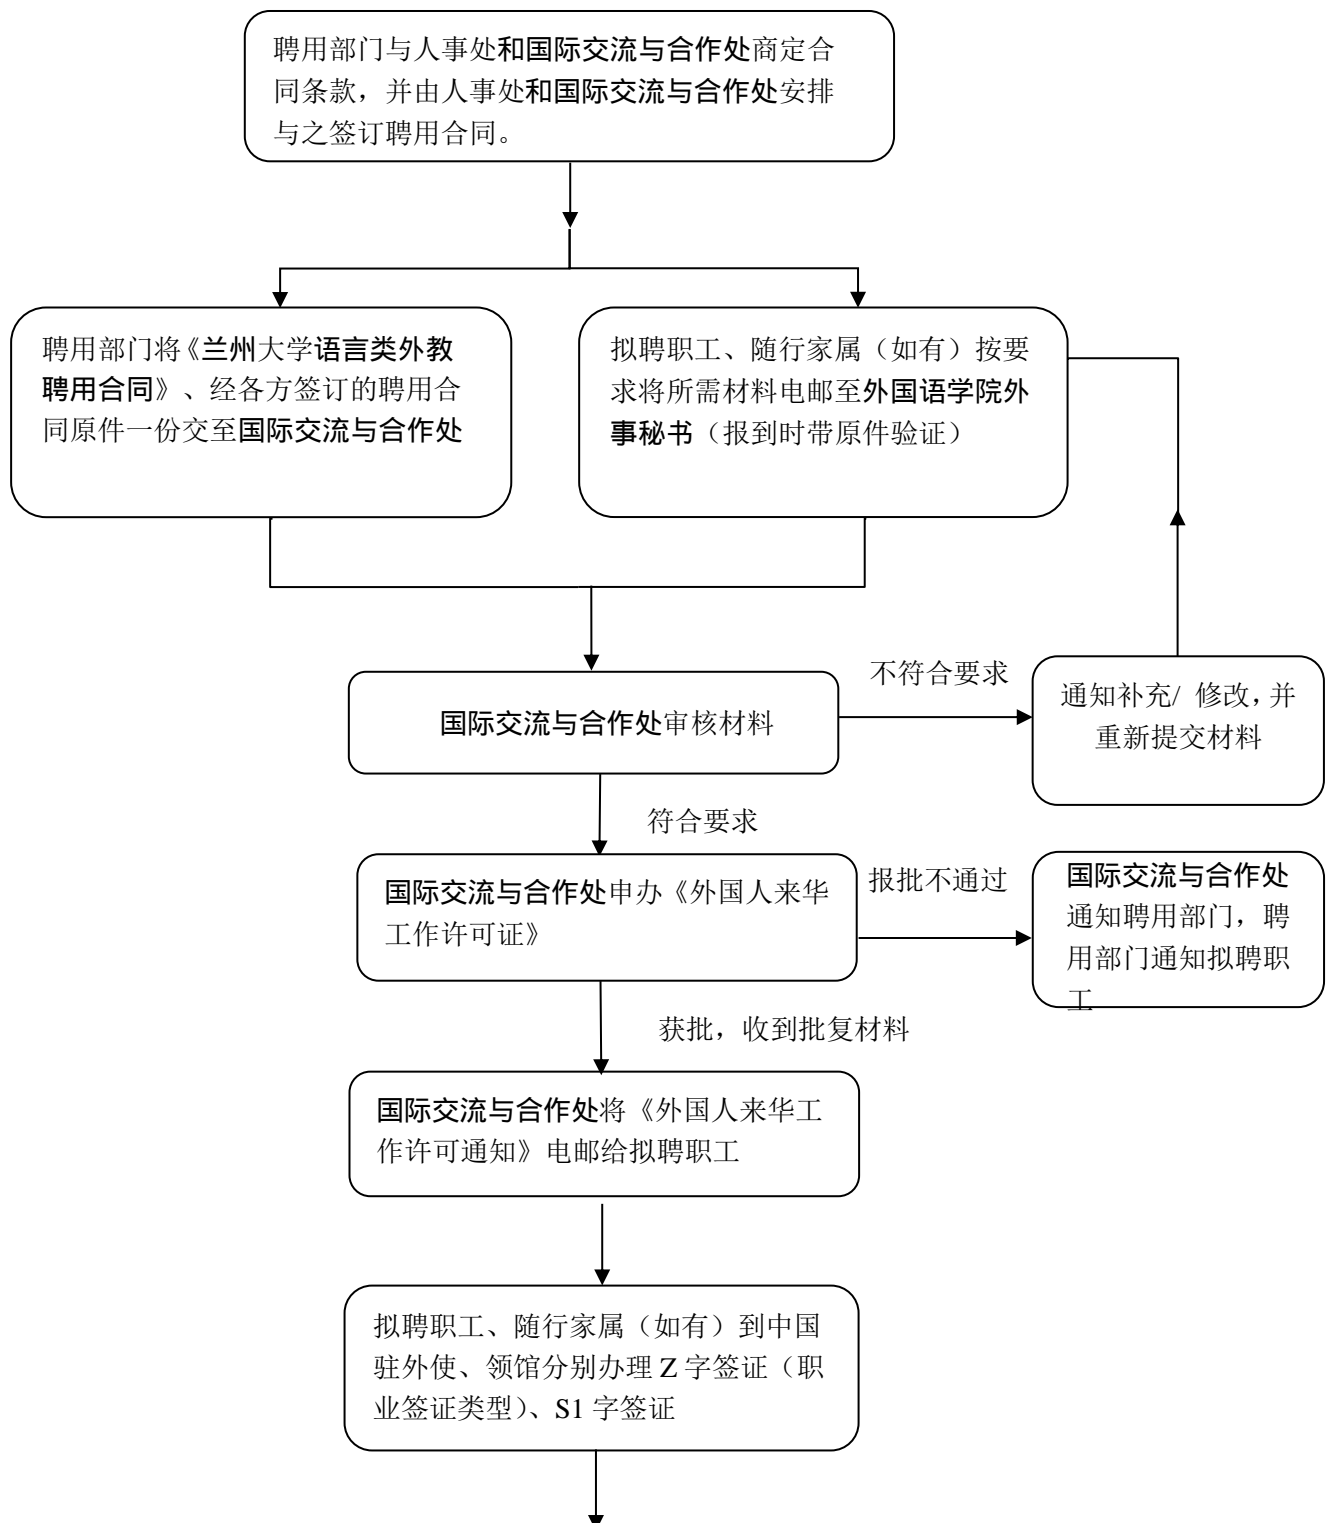 聘用部门与人事处和国际交流与合作处商定合
同条款，并由人事处和国际交流与合作处安排
与之签订聘用合同。
聘用部门将《兰州大学语言类外教
聘用合同》、经各方签订的聘用合
同原件一份交至国际交流与合作处
拟聘职工、随行家属（如有）按要
求将所需材料电邮至外国语学院外
事秘书（报到时带原件验证）
国际交流与合作处审核材料
不符合要求
通知补充/ 修改，并
重新提交材料
符合要求
国际交流与合作处申办《外国人来华
工作许可证》
报批不通过
国际交流与合作处
通知聘用部门，聘
用部门通知拟聘职
工
获批，收到批复材料
国际交流与合作处将《外国人来华工
作许可通知》电邮给拟聘职工
拟聘职工、随行家属（如有）到中国
驻外使、领馆分别办理 Z 字签证（职
业签证类型）、S1 字签证